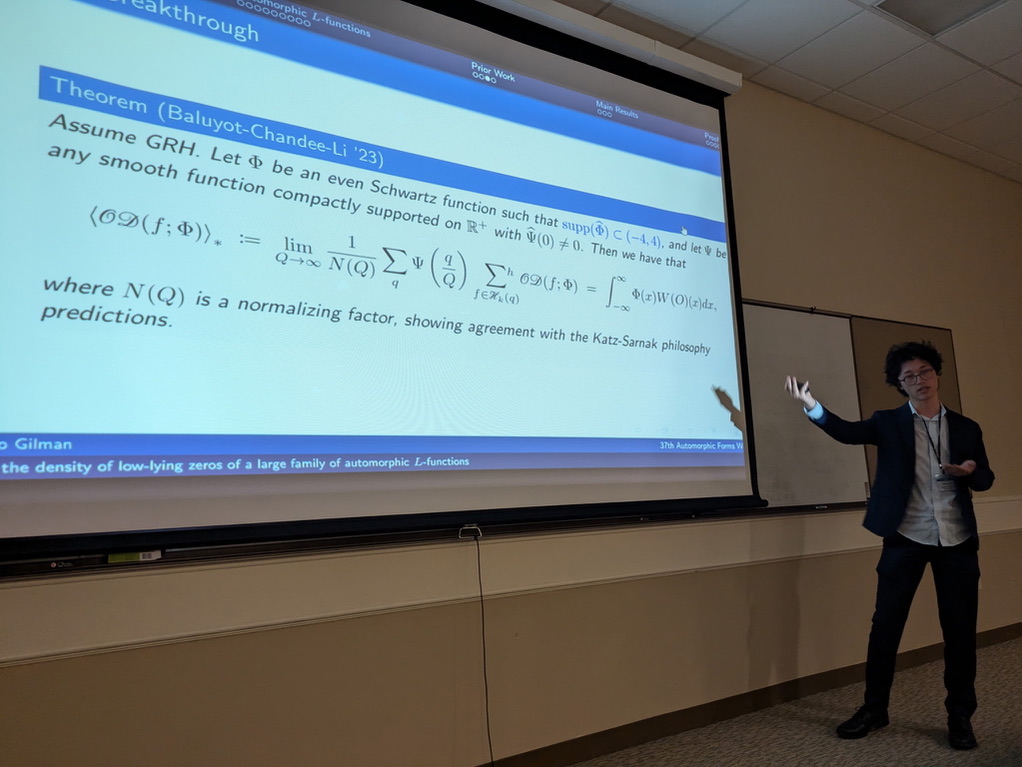 Breakthrough
automorphic L-functions
Prior Work
Main Results
Proof
Theorem (Baluyot-Chandee-Li '23)
Assume GRH. Let Φ be an even Schwartz function such that supp(Φ̂) ⊂ (−4, 4), and let Ψ be
any smooth function compactly supported on ℝ⁺ with Ψ̂(0) ≠ 0. Then we have that
⟨𝒪𝒟(f; Φ)⟩_* := lim_{Q→∞} 1/N(Q) ∑_q Ψ(q/Q) ∑^h_{f∈ℋ_k(q)} 𝒪𝒟(f; Φ) = ∫_{−∞}^{∞} Φ(x)W(O)(x)dx,
where N(Q) is a normalizing factor, showing agreement with the Katz-Sarnak philosophy
predictions.
o Gilman
37th Automorphic Forms W
the density of low-lying zeros of a large family of automorphic L-functions